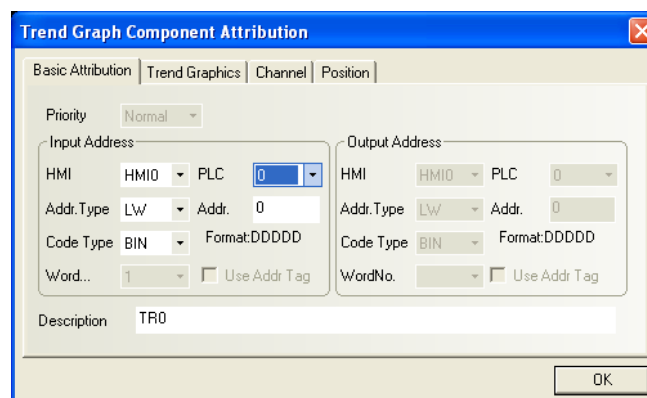 Trend Graph Component Attribution
Basic Attribution Trend Graphics Channel Position
Priority Normal
Input Address Output Address
HMI HMI0 PLC 0 HMI HMI0 PLC 0
Addr.Type LW Addr. 0 Addr.Type LW Addr. 0
Code Type BIN Format:DDDDD Code Type BIN Format:DDDDD
Word... 1 Use Addr Tag WordNo. Use Addr Tag
Description TR0
OK